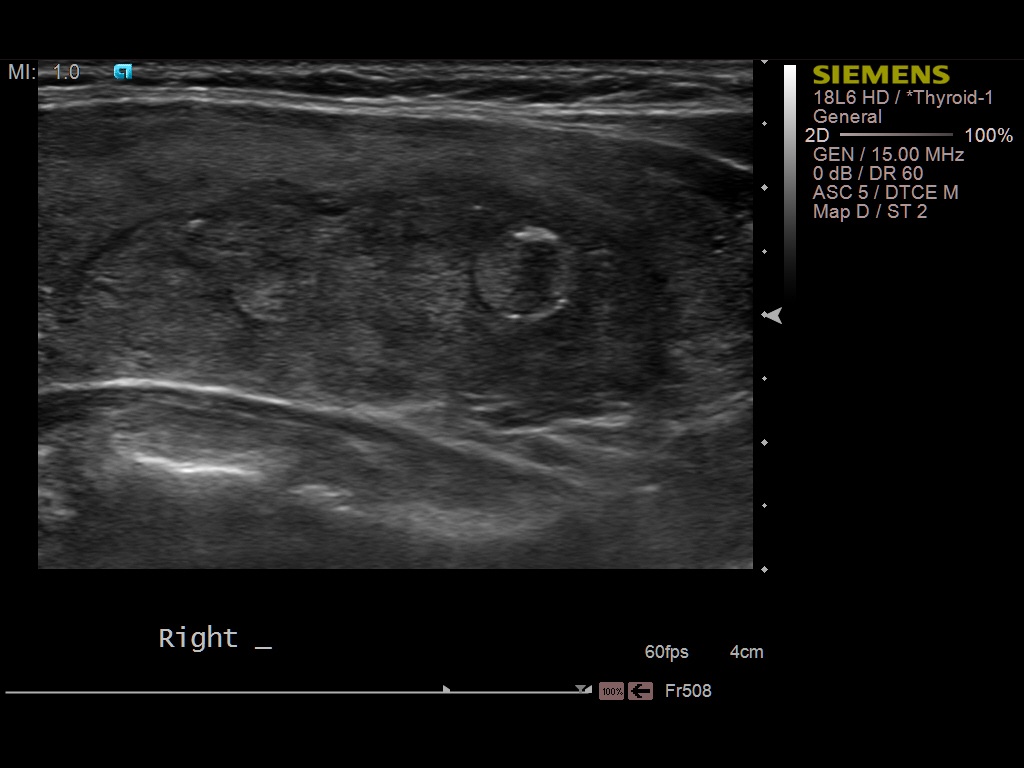 MI: 1.0
SIEMENS
18L6 HD / *Thyroid-1
General
2D 100%
GEN / 15.00 MHz
0 dB / DR 60
ASC 5 / DTCE M
Map D / ST 2
Right _
60fps 4cm
100% Fr508